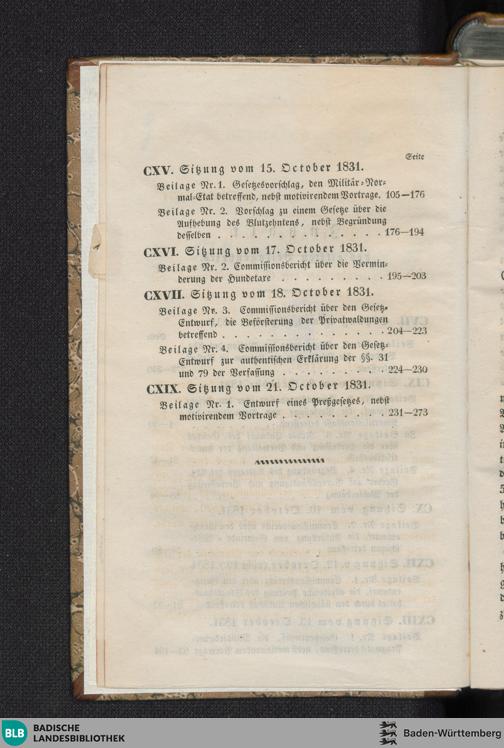 Seite
CXV. Sitzung vom 15. October 1831.
Beilage Nr. 1. Gesetzesvorschlag, den Militär-Nor-
mal-Etat betreffend, nebst motivirendem Vortrage. 105—176
Beilage Nr. 2. Vorschlag zu einem Gesetze über die
Aufhebung des Blutzehntens, nebst Begründung
desselben . . . . . . . . . . . . . 176—194
CXVI. Sitzung vom 17. October 1831.
Beilage Nr. 2. Commissionsbericht über die Vermin-
derung der Hundetaxe . . . . . . . . . 195—203
CXVII. Sitzung vom 18. October 1831.
Beilage Nr. 3. Commissionsbericht über den Gesetz-
Entwurf, die Beförsterung der Privatwaldungen
betreffend . . . . . . . . . . . . . 204—223
Beilage Nr. 4. Commissionsbericht über den Gesetz-
Entwurf zur authentischen Erklärung der §§. 31
und 79 der Verfassung . . . . . . . . 224—230
CXIX. Sitzung vom 21. October 1831.
Beilage Nr. 1. Entwurf eines Preßgesetzes, nebst
motivirendem Vortrage . . . . . . . . 231—273
BLB BADISCHE
LANDESBIBLIOTHEK
Baden-Württemberg